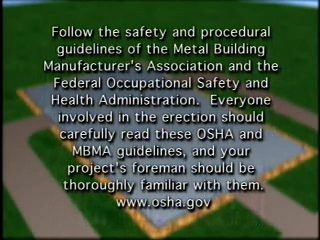 Follow the safety and procedural
guidelines of the Metal Building
Manufacturer's Association and the
Federal Occupational Safety and
Health Administration.  Everyone
involved in the erection should
carefully read these OSHA and
MBMA guidelines, and your
project's foreman should be
thoroughly familiar with them.
www.osha.gov